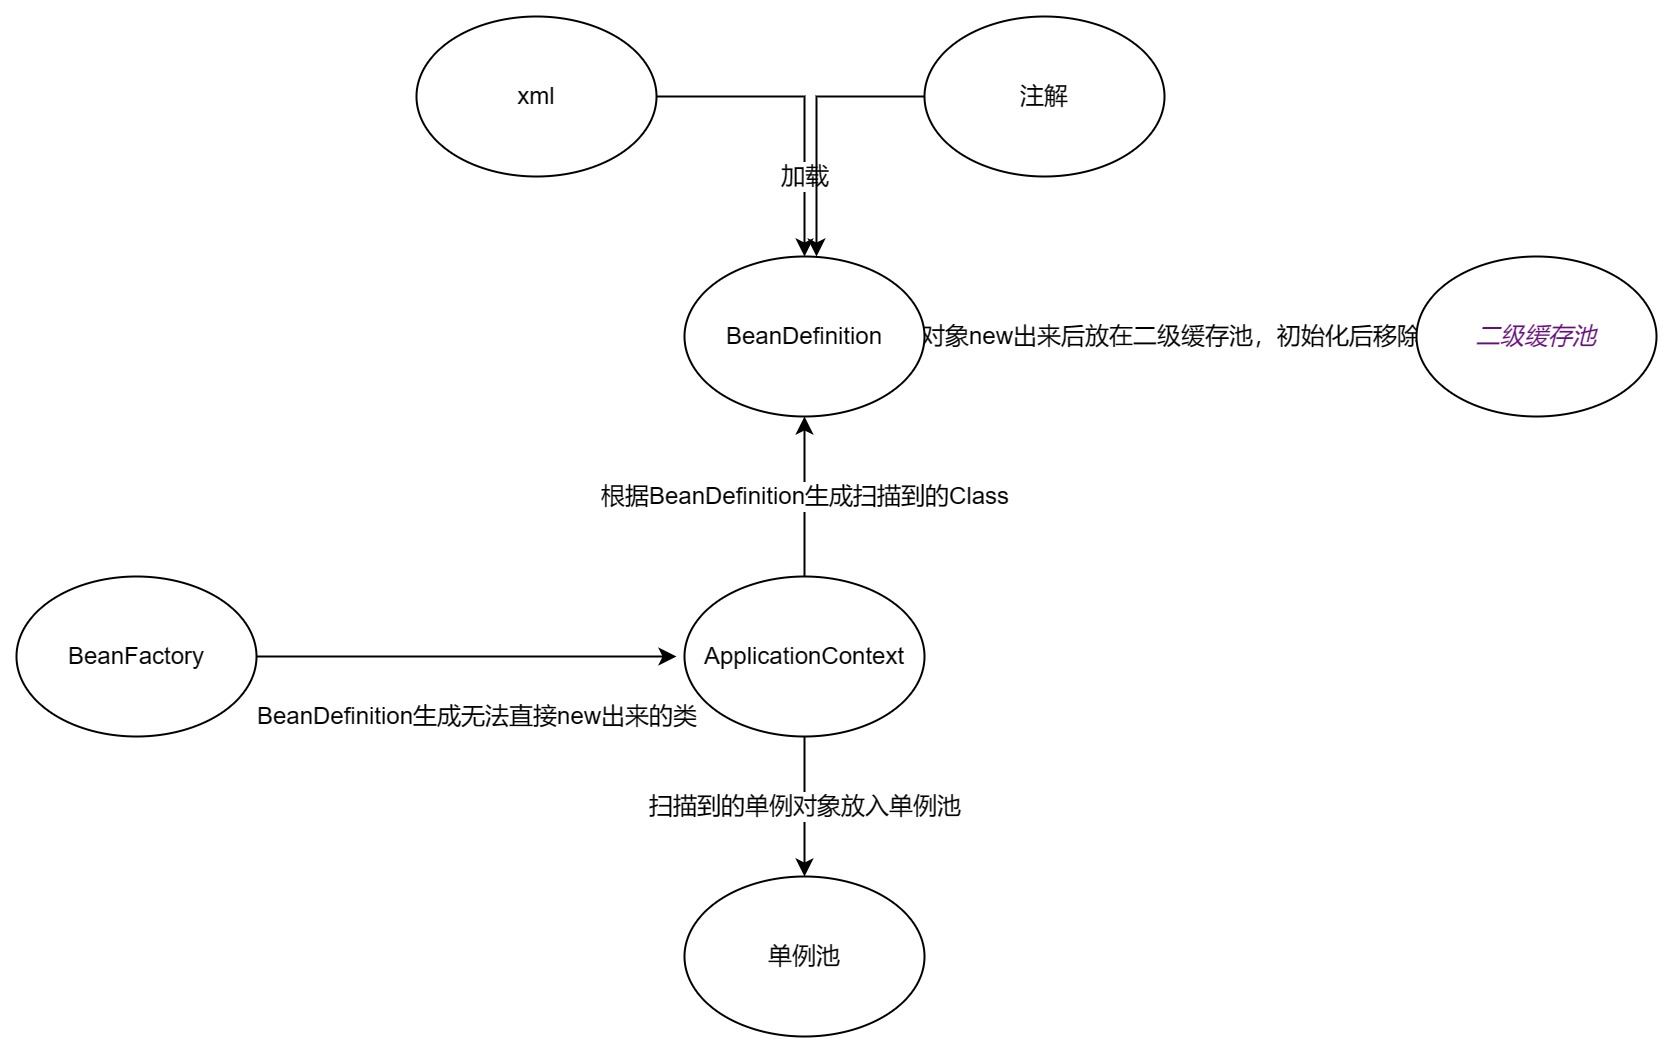 xml
注解
加载
BeanDefinition
对象new出来后放在二级缓存池，初始化后移除
二级缓存池
根据BeanDefinition生成扫描到的Class
BeanFactory
ApplicationContext
BeanDefinition生成无法直接new出来的类
扫描到的单例对象放入单例池
单例池